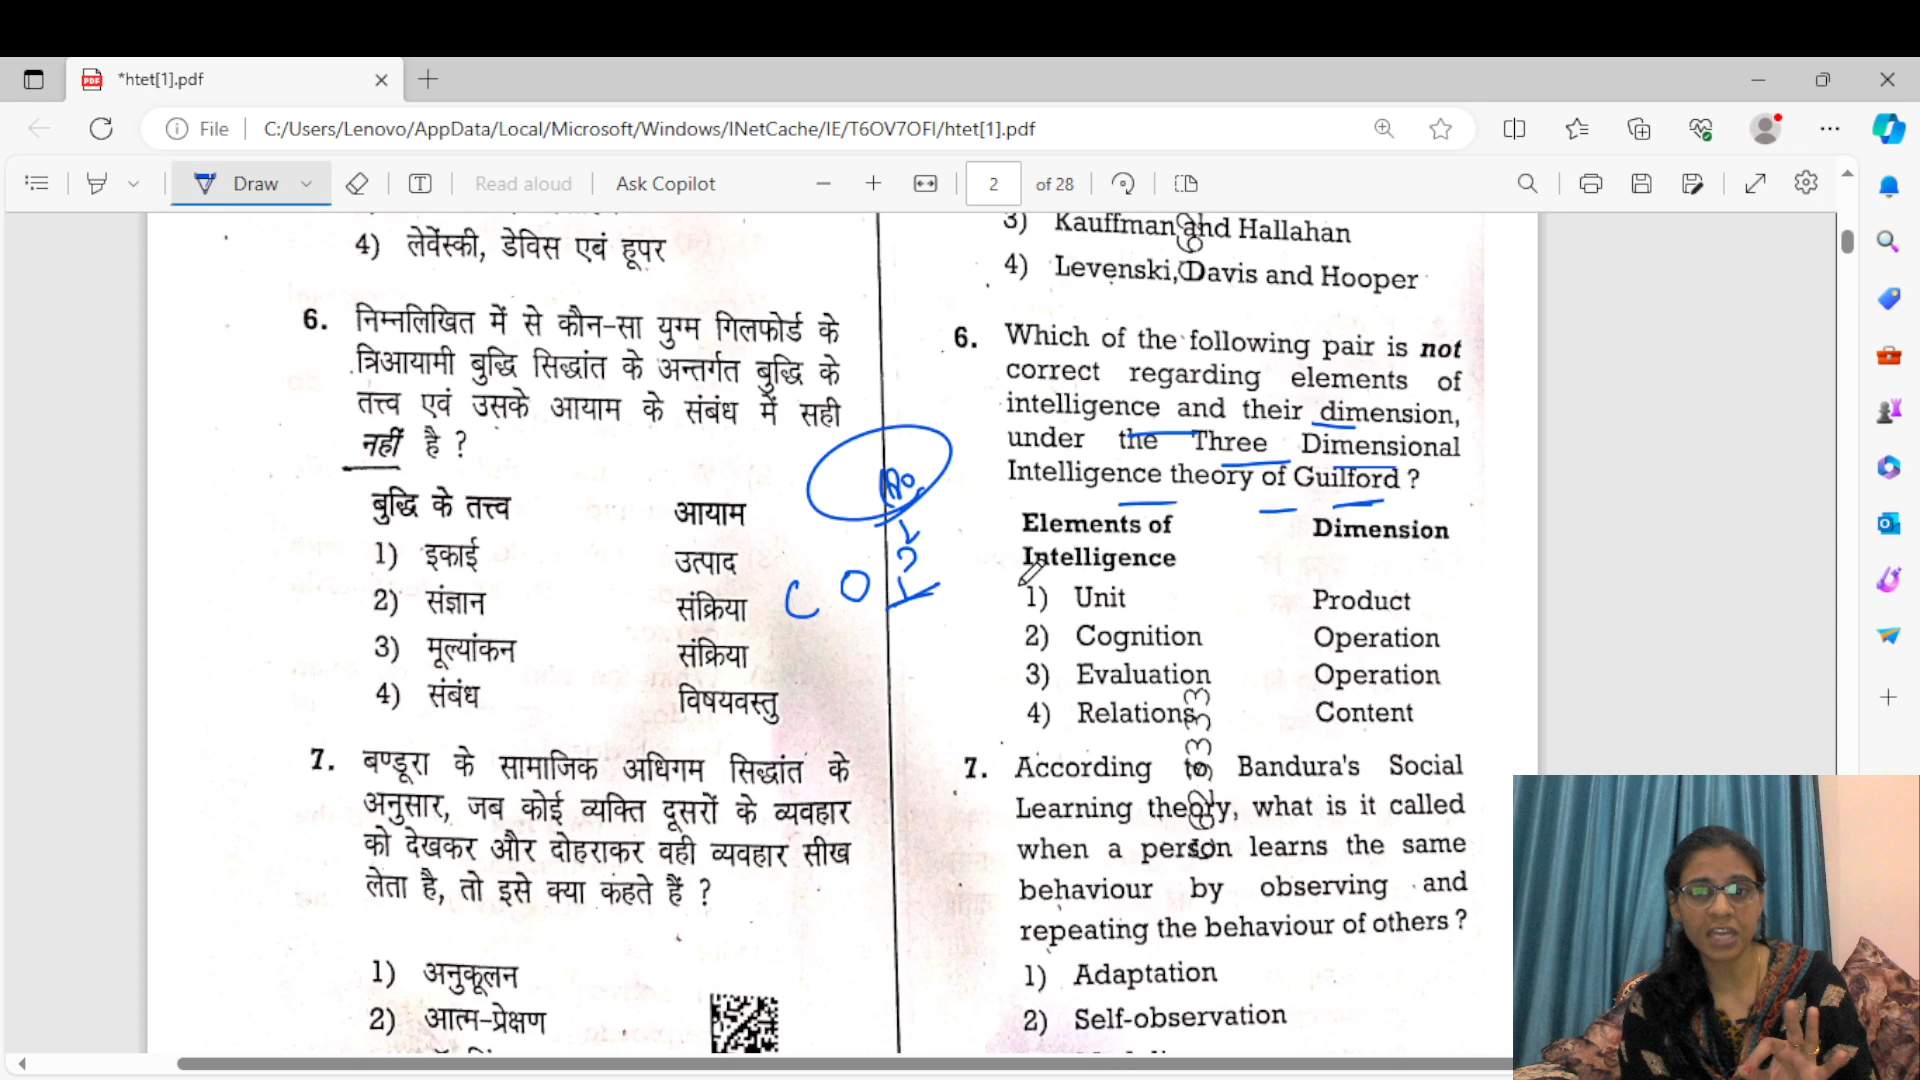 *htet[1].pdf
File
C:/Users/Lenovo/AppData/Local/Microsoft/Windows/INetCache/IE/T6OV7OFI/htet[1].pdf
Draw
Read aloud
Ask Copilot
2
of 28
4) लेवेंस्की, डेविस एवं हूपर
6. निम्नलिखित में से कौन-सा युग्म गिलफोर्ड के
त्रिआयामी बुद्धि सिद्धांत के अन्तर्गत बुद्धि के
तत्त्व एवं उसके आयाम के संबंध में सही
नहीं है ?
बुद्धि के तत्त्व आयाम
1) इकाई उत्पाद
2) संज्ञान संक्रिया
3) मूल्यांकन संक्रिया
4) संबंध विषयवस्तु
7. बण्डूरा के सामाजिक अधिगम सिद्धांत के
अनुसार, जब कोई व्यक्ति दूसरों के व्यवहार
को देखकर और दोहराकर वही व्यवहार सीख
लेता है, तो इसे क्या कहते हैं ?
1) अनुकूलन
2) आत्म-प्रेक्षण
C O
3) Kauffman and Hallahan
4) Levenski, Davis and Hooper
6. Which of the following pair is not
correct regarding elements of
intelligence and their dimension,
under the Three Dimensional
Intelligence theory of Guilford ?
Elements of
Intelligence
Dimension
1) Unit Product
2) Cognition Operation
3) Evaluation Operation
4) Relations Content
7. According to Bandura's Social
Learning theory, what is it called
when a person learns the same
behaviour by observing and
repeating the behaviour of others ?
1) Adaptation
2) Self-observation